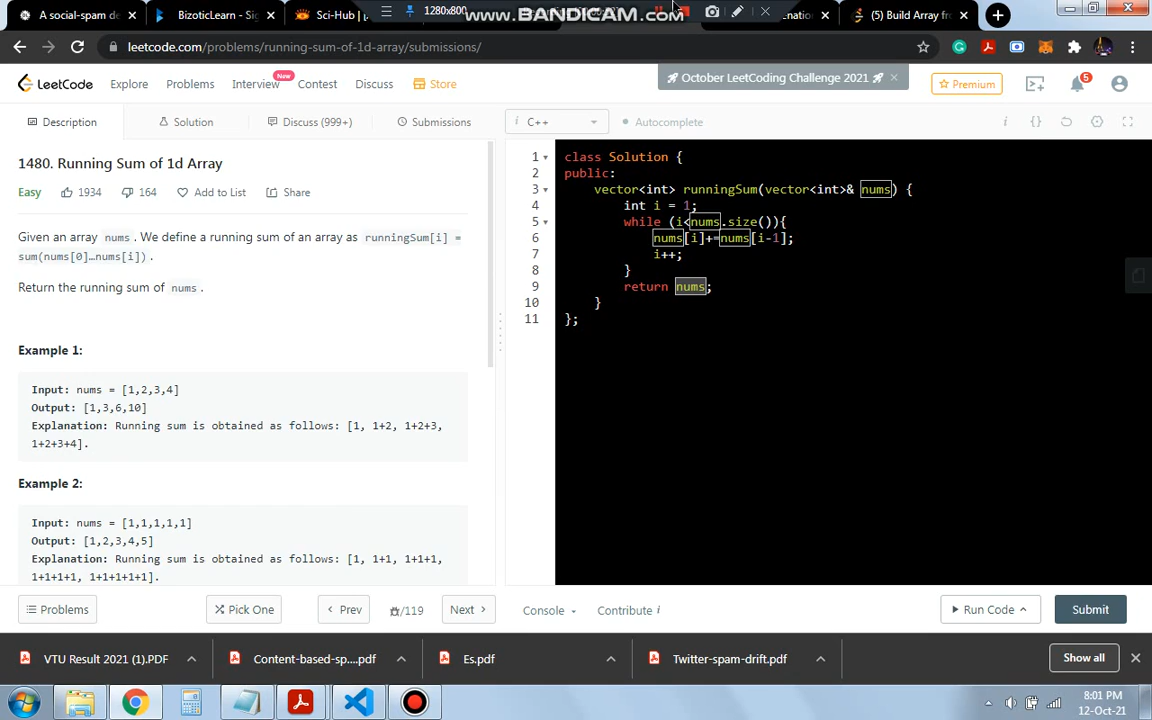 A social-spam de
BizoticLearn - Sig
Sci-Hub |
1280x800
www.BANDICAM.com
enatio
(5) Build Array fr
leetcode.com/problems/running-sum-of-1d-array/submissions/
LeetCode
Explore
Problems
Interview
New
Contest
Discuss
Store
October LeetCoding Challenge 2021
Premium
5
Description
Solution
Discuss (999+)
Submissions
i C++
Autocomplete
1480. Running Sum of 1d Array
Easy
1934
164
Add to List
Share
Given an array nums. We define a running sum of an array as runningSum[i] =
sum(nums[0]…nums[i]).
Return the running sum of nums.
Example 1:
Input: nums = [1,2,3,4]
Output: [1,3,6,10]
Explanation: Running sum is obtained as follows: [1, 1+2, 1+2+3,
1+2+3+4].
Example 2:
Input: nums = [1,1,1,1,1]
Output: [1,2,3,4,5]
Explanation: Running sum is obtained as follows: [1, 1+1, 1+1+1,
1+1+1+1, 1+1+1+1+1].
1 class Solution {
2 public:
3 vector<int> runningSum(vector<int>& nums) {
4 int i = 1;
5 while (i<nums.size()){
6 nums[i]+=nums[i-1];
7 i++;
8 }
9 return nums;
10 }
11 };
Problems
Pick One
Prev
/119
Next
Console
Contribute i
Run Code
Submit
VTU Result 2021 (1).PDF
Content-based-sp....pdf
Es.pdf
Twitter-spam-drift.pdf
Show all
8:01 PM
12-Oct-21